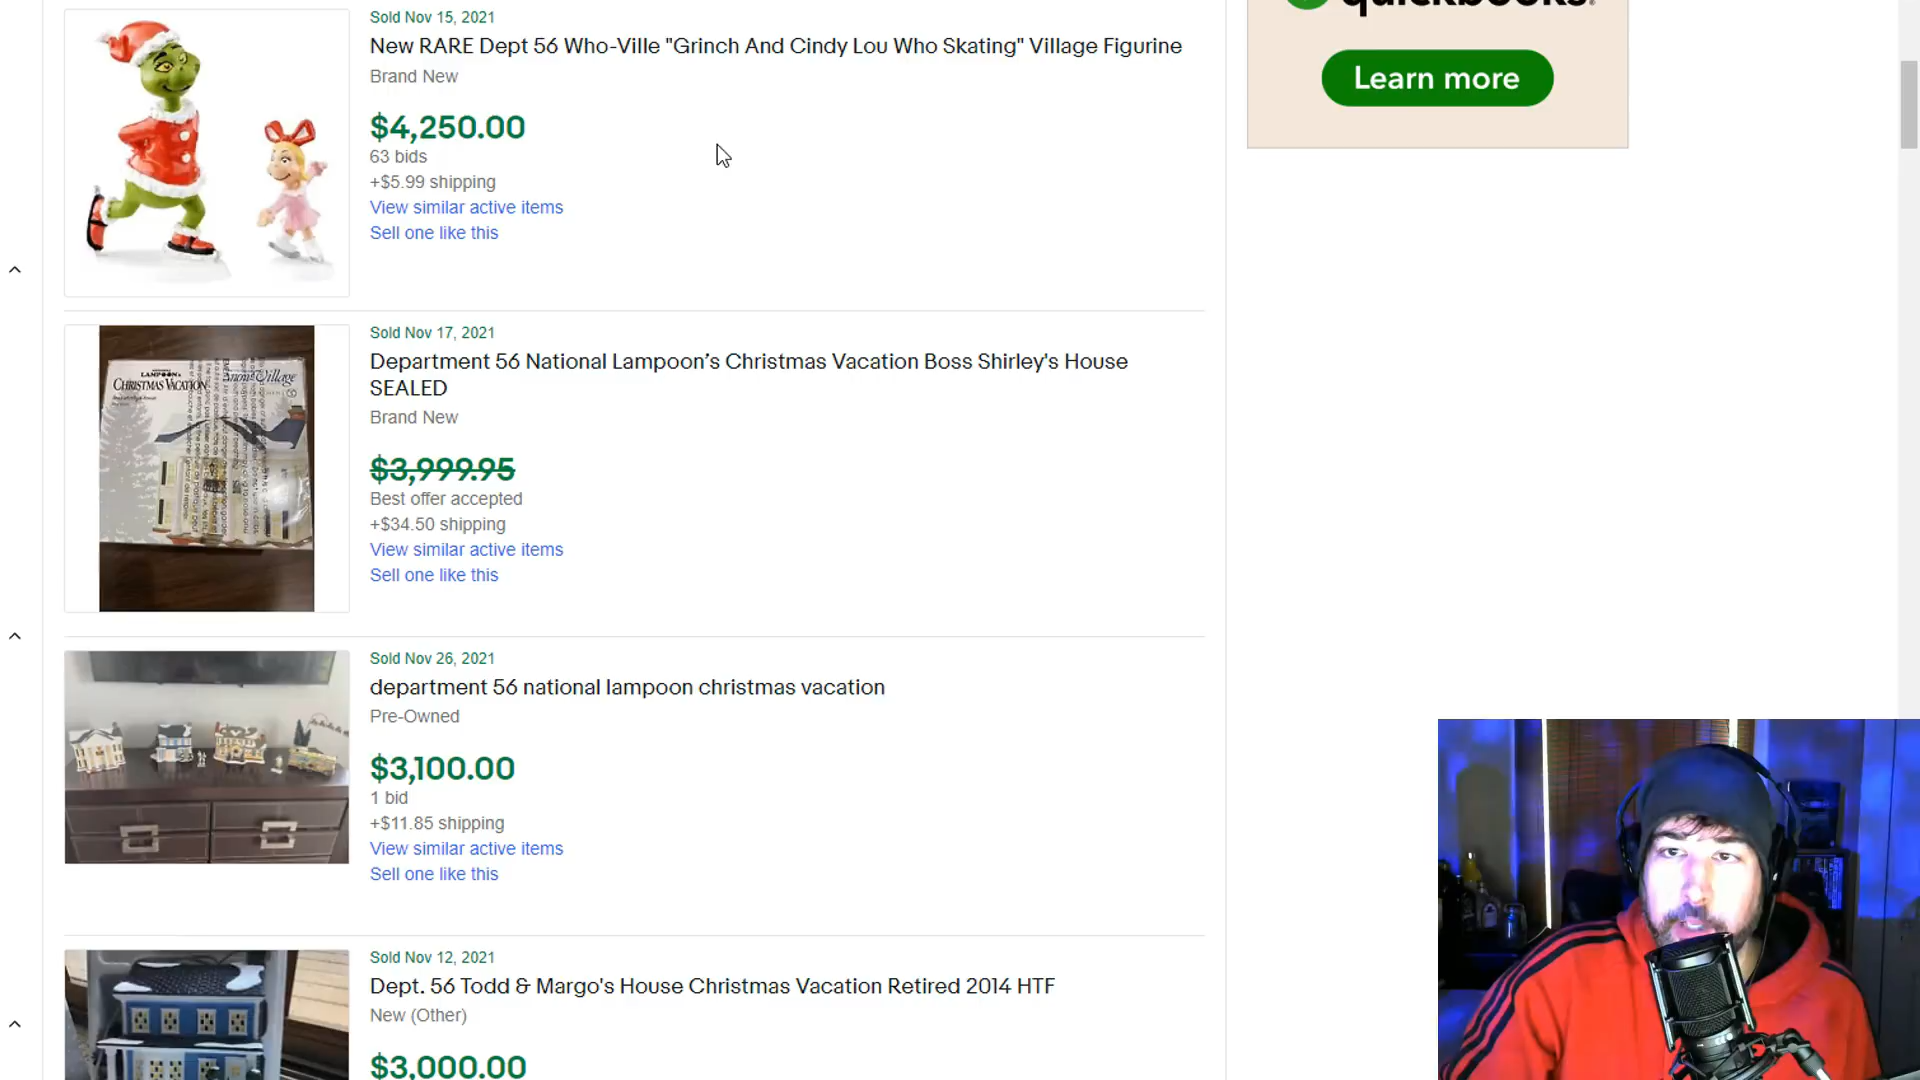 Sold Nov 15, 2021
New RARE Dept 56 Who-Ville "Grinch And Cindy Lou Who Skating" Village Figurine
Brand New
$4,250.00
63 bids
+$5.99 shipping
View similar active items
Sell one like this
quickbooks.
Learn more
Sold Nov 17, 2021
Department 56 National Lampoon’s Christmas Vacation Boss Shirley's House
SEALED
Brand New
$3,999.95
Best offer accepted
+$34.50 shipping
View similar active items
Sell one like this
LAMPOON'S
CHRISTMAS VACATION
Snow Village
Sold Nov 26, 2021
department 56 national lampoon christmas vacation
Pre-Owned
$3,100.00
1 bid
+$11.85 shipping
View similar active items
Sell one like this
Sold Nov 12, 2021
Dept. 56 Todd & Margo's House Christmas Vacation Retired 2014 HTF
New (Other)
$3,000.00